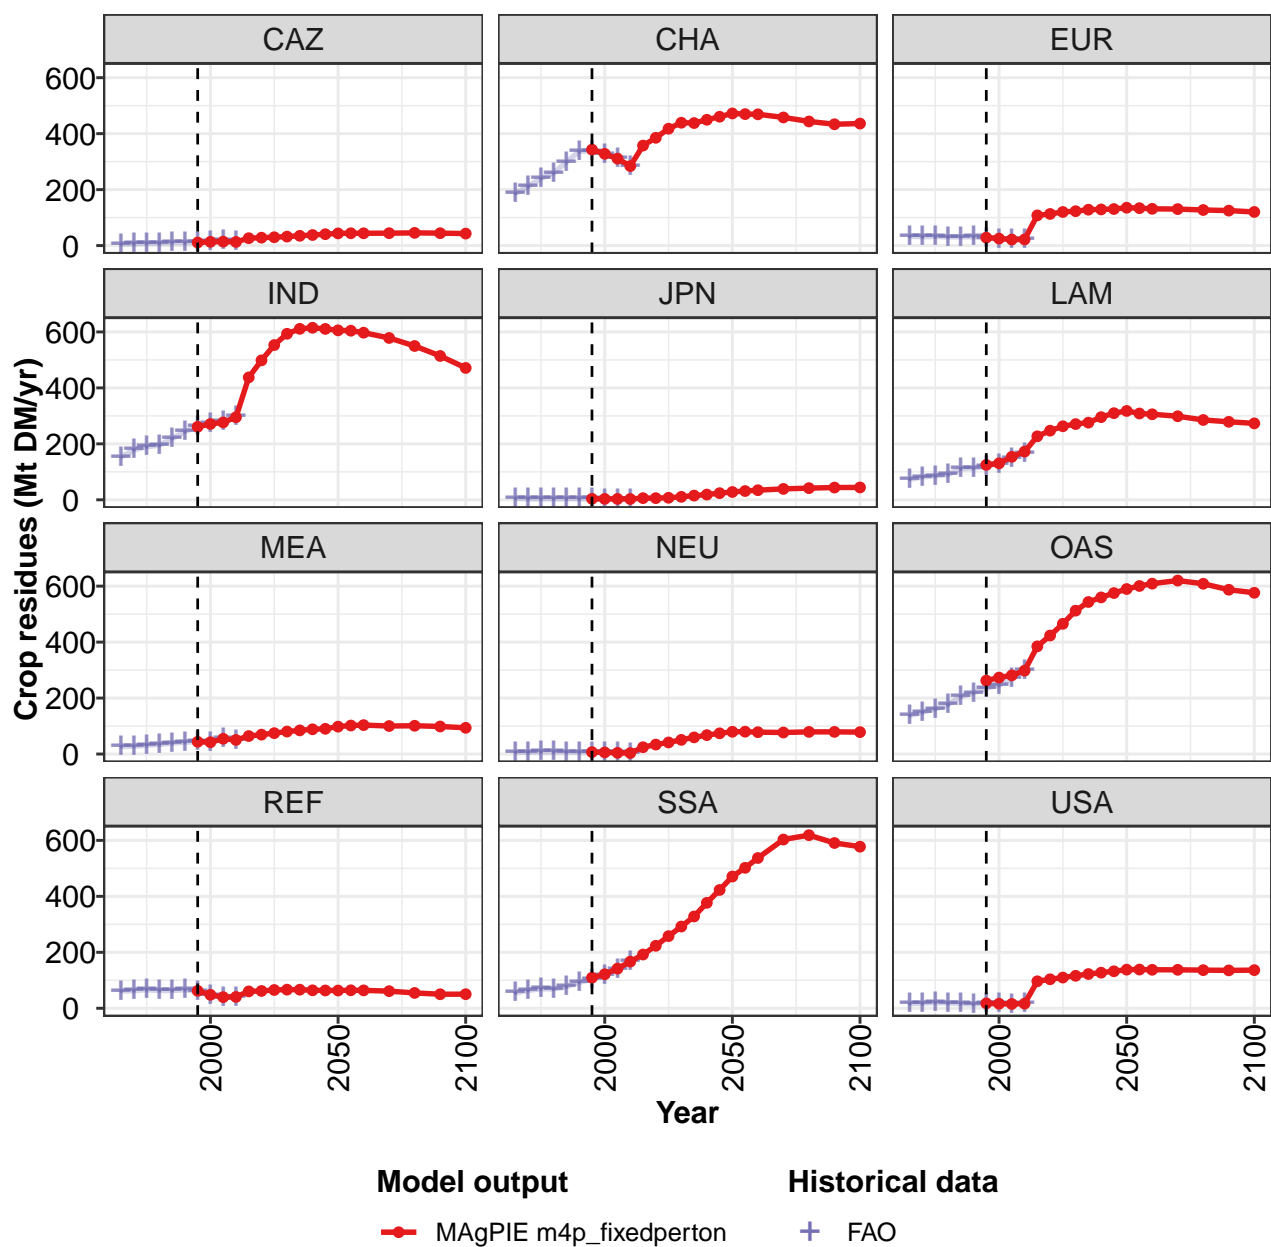 CAZ CHA EUR
600
400
200
0
IND JPN LAM
600
400
200
0
MEA NEU OAS
600
400
200
0
REF SSA USA
600
400
200
0
Crop residues (Mt DM/yr)
2000 2050 2100 2000 2050 2100 2000 2050 2100
Year
Model output Historical data
MAgPIE m4p_fixedperton FAO